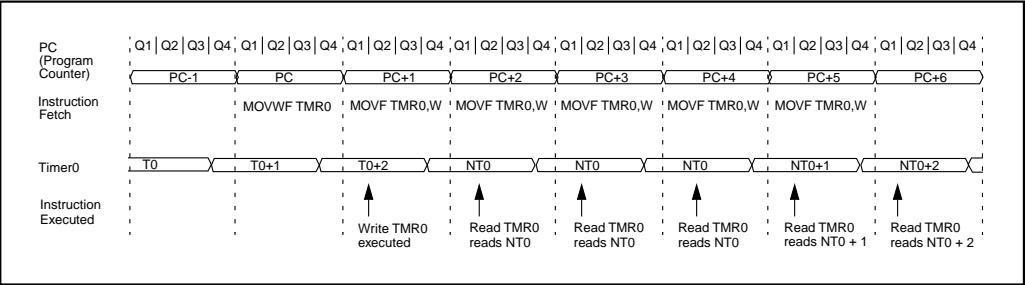 PC
(Program
Counter)
Q1 Q2 Q3 Q4 Q1 Q2 Q3 Q4 Q1 Q2 Q3 Q4 Q1 Q2 Q3 Q4 Q1 Q2 Q3 Q4 Q1 Q2 Q3 Q4 Q1 Q2 Q3 Q4 Q1 Q2 Q3 Q4
PC-1 PC PC+1 PC+2 PC+3 PC+4 PC+5 PC+6
Instruction
Fetch
MOVWF TMR0 MOVF TMR0,W MOVF TMR0,W MOVF TMR0,W MOVF TMR0,W MOVF TMR0,W
Timer0
T0 T0+1 T0+2 NT0 NT0 NT0 NT0+1 NT0+2
Instruction
Executed
Write TMR0
executed
Read TMR0
reads NT0
Read TMR0
reads NT0
Read TMR0
reads NT0
Read TMR0
reads NT0 + 1
Read TMR0
reads NT0 + 2